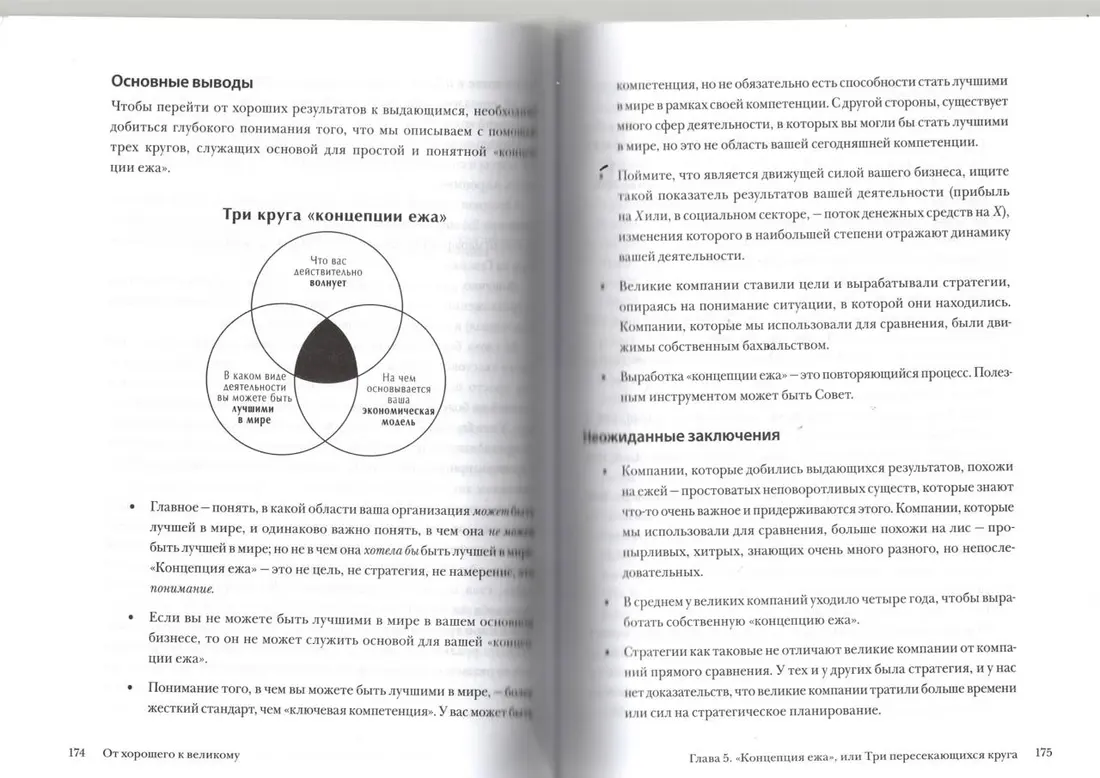 Основные выводы
Чтобы перейти от хороших результатов к выдающимся, необходимо
добиться глубокого понимания того, что мы описываем с помощью
трех кругов, служащих основой для простой и понятной «концеп-
ции ежа».
Три круга «концепции ежа»
Что вас
действительно
волнует
В каком виде
деятельности
вы можете быть
лучшими
в мире
На чем
основывается
ваша
экономическая
модель
• Главное – понять, в какой области ваша организация может быть
лучшей в мире, и одинаково важно понять, в чем она не может
быть лучшей в мире; но не в чем она хотела бы быть лучшей в мире.
«Концепция ежа» – это не цель, не стратегия, не намерение, это
понимание.
• Если вы не можете быть лучшими в мире в вашем основном
бизнесе, то он не может служить основой для вашей «концеп-
ции ежа».
• Понимание того, в чем вы можете быть лучшими в мире, – более
жесткий стандарт, чем «ключевая компетенция». У вас может быть
174 От хорошего к великому
компетенция, но не обязательно есть способности стать лучшими
в мире в рамках своей компетенции. С другой стороны, существует
много сфер деятельности, в которых вы могли бы стать лучшими
в мире, но это не область вашей сегодняшней компетенции.
• Поймите, что является движущей силой вашего бизнеса, ищите
такой показатель результатов вашей деятельности (прибыль
на X или, в социальном секторе, – поток денежных средств на X),
изменения которого в наибольшей степени отражают динамику
вашей деятельности.
• Великие компании ставили цели и вырабатывали стратегии,
опираясь на понимание ситуации, в которой они находились.
Компании, которые мы использовали для сравнения, были дви-
жимы собственным бахвальством.
• Выработка «концепции ежа» – это повторяющийся процесс. Полез-
ным инструментом может быть Совет.
Неожиданные заключения
• Компании, которые добились выдающихся результатов, похожи
на ежей – простоватых неповоротливых существ, которые знают
что-то очень важное и придерживаются этого. Компании, которые
мы использовали для сравнения, больше похожи на лис – про-
нырливых, хитрых, знающих очень много разного, но непосле-
довательных.
• В среднем у великих компаний уходило четыре года, чтобы выра-
ботать собственную «концепцию ежа».
• Стратегии как таковые не отличают великие компании от компа-
ний прямого сравнения. У тех и у других была стратегия, и у нас
нет доказательств, что великие компании тратили больше времени
или сил на стратегическое планирование.
Глава 5. «Концепция ежа», или Три пересекающихся круга 175